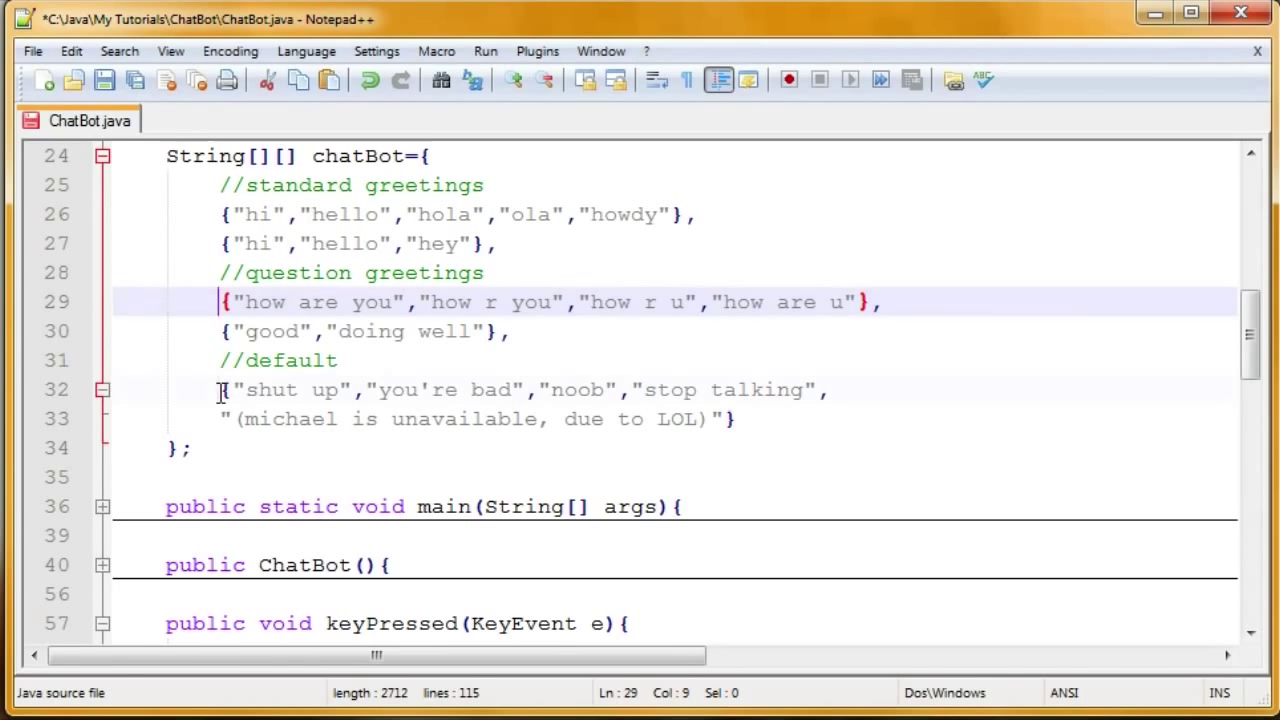 *C:\Java\My Tutorials\ChatBot\ChatBot.java - Notepad++
File Edit Search View Encoding Language Settings Macro Run Plugins Window ? X
ABC
ChatBot.java
24 String[][] chatBot={
25 //standard greetings
26 {"hi","hello","hola","ola","howdy"},
27 {"hi","hello","hey"},
28 //question greetings
29 {"how are you","how r you","how r u","how are u"},
30 {"good","doing well"},
31 //default
32 {"shut up","you're bad","noob","stop talking",
33 "(michael is unavailable, due to LOL)"}
34 };
35
36 public static void main(String[] args){
39
40 public ChatBot(){
56
57 public void keyPressed(KeyEvent e){
Java source file length : 2712 lines : 115 Ln : 29 Col : 9 Sel : 0 Dos\Windows ANSI INS